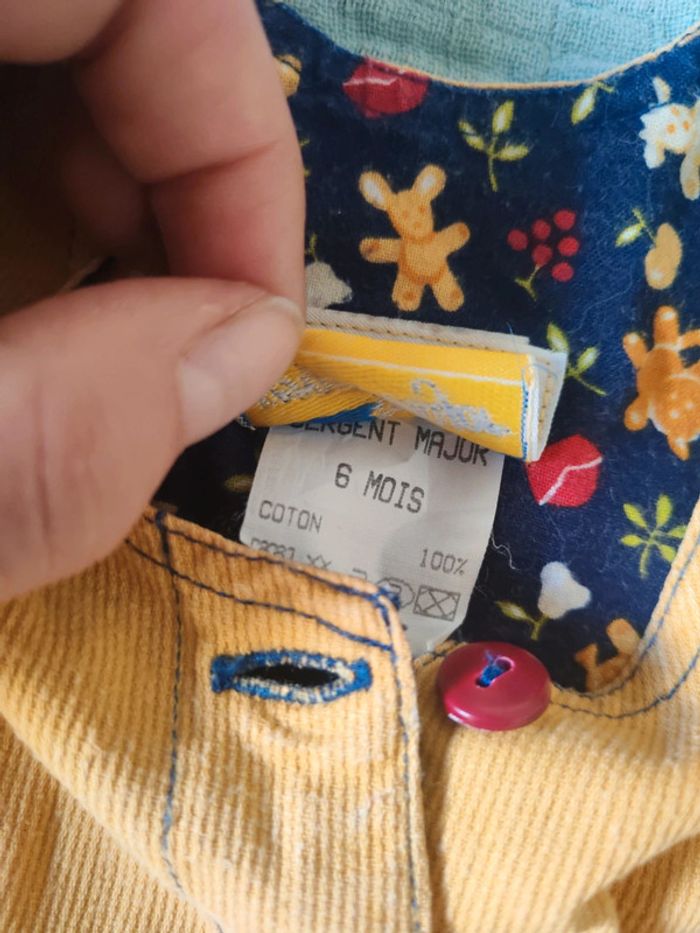 SERGENT MAJOR
6 MOIS
COTON
100%